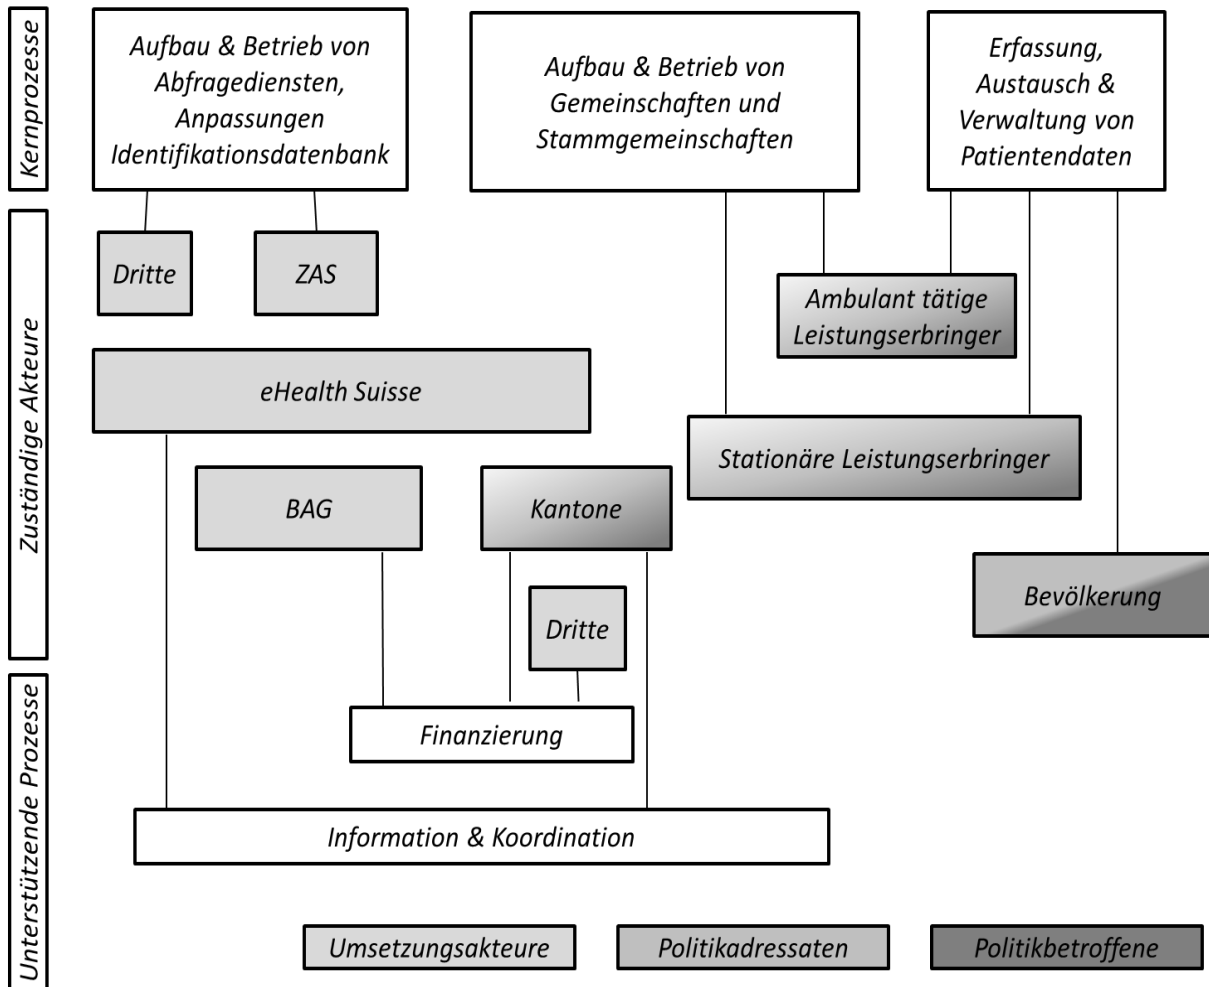 Kernprozesse
Aufbau & Betrieb von
Abfragediensten,
Anpassungen
Identifikationsdatenbank
Aufbau & Betrieb von
Gemeinschaften und
Stammgemeinschaften
Erfassung,
Austausch &
Verwaltung von
Patientendaten
Zuständige Akteure
Dritte
ZAS
Ambulant tätige
Leistungserbringer
eHealth Suisse
Stationäre Leistungserbringer
BAG
Kantone
Bevölkerung
Dritte
Unterstützende Prozesse
Finanzierung
Information & Koordination
Umsetzungsakteure
Politikadressaten
Politikbetroffene